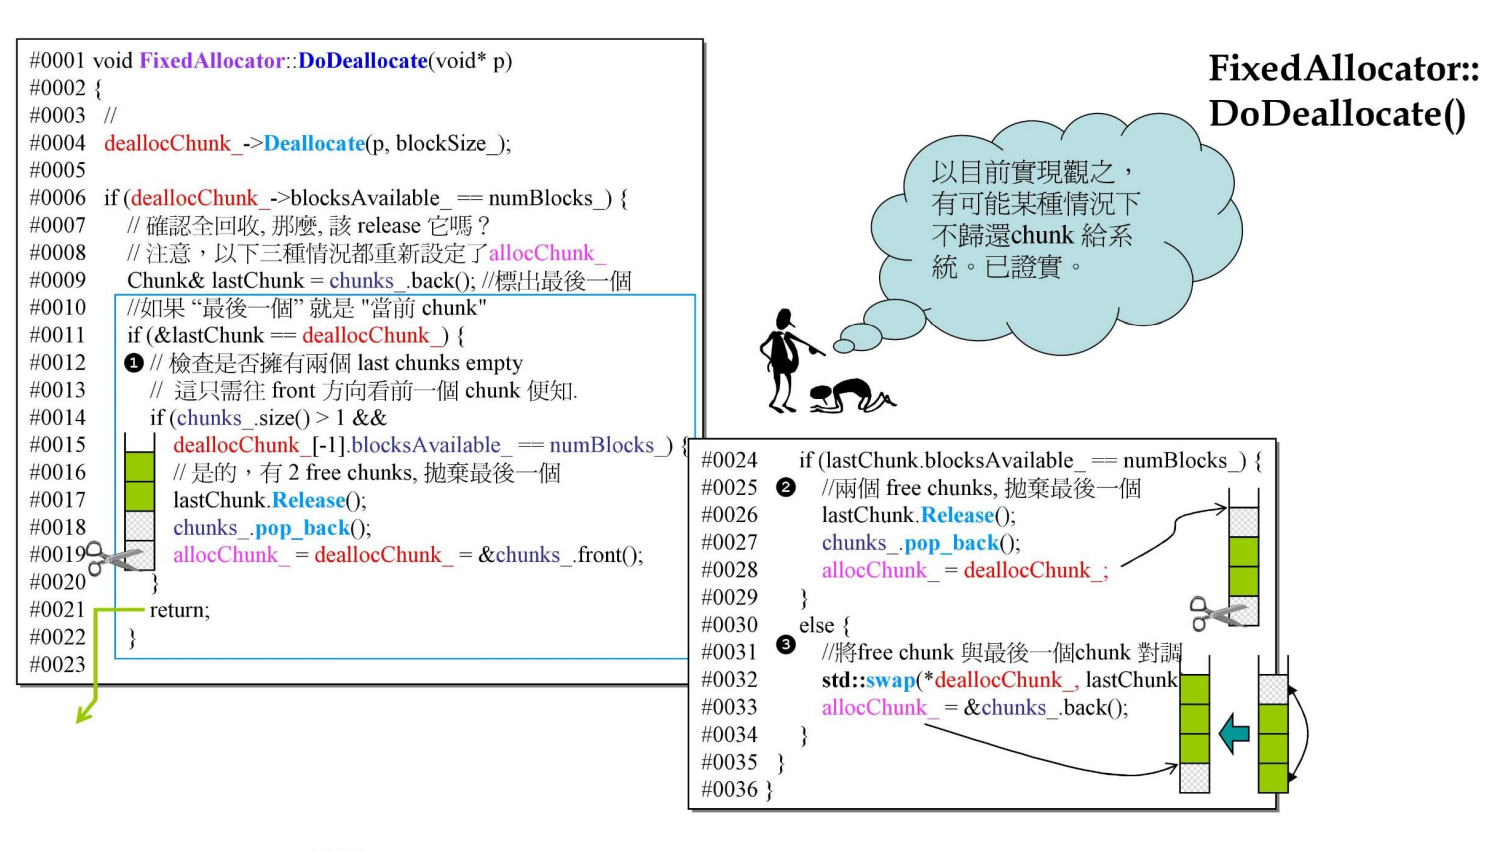 FixedAllocator::
DoDeallocate()
#0001 void FixedAllocator::DoDeallocate(void* p)
#0002 {
#0003 //
#0004 deallocChunk_->Deallocate(p, blockSize_);
#0005
#0006 if (deallocChunk_->blocksAvailable_ == numBlocks_) {
#0007 // 確認全回收, 那麼, 該 release 它嗎？
#0008 // 注意，以下三種情況都重新設定了allocChunk_
#0009 Chunk& lastChunk = chunks_.back(); //標出最後一個
#0010 //如果 “最後一個” 就是 "當前 chunk"
#0011 if (&lastChunk == deallocChunk_) {
#0012 ❶ // 檢查是否擁有兩個 last chunks empty
#0013 // 這只需往 front 方向看前一個 chunk 便知.
#0014 if (chunks_.size() > 1 &&
#0015 deallocChunk_[-1].blocksAvailable_ == numBlocks_) {
#0016 // 是的，有 2 free chunks, 拋棄最後一個
#0017 lastChunk.Release();
#0018 chunks_.pop_back();
#0019 allocChunk_ = deallocChunk_ = &chunks_.front();
#0020 }
#0021 return;
#0022 }
#0023
以目前實現觀之，
有可能某種情況下
不歸還chunk 給系
統。已證實。
#0024 if (lastChunk.blocksAvailable_ == numBlocks_) {
#0025 ❷ //兩個 free chunks, 拋棄最後一個
#0026 lastChunk.Release();
#0027 chunks_.pop_back();
#0028 allocChunk_ = deallocChunk_;
#0029 }
#0030 else {
#0031 ❸ //將free chunk 與最後一個chunk 對調
#0032 std::swap(*deallocChunk_, lastChunk
#0033 allocChunk_ = &chunks_.back();
#0034 }
#0035 }
#0036 }